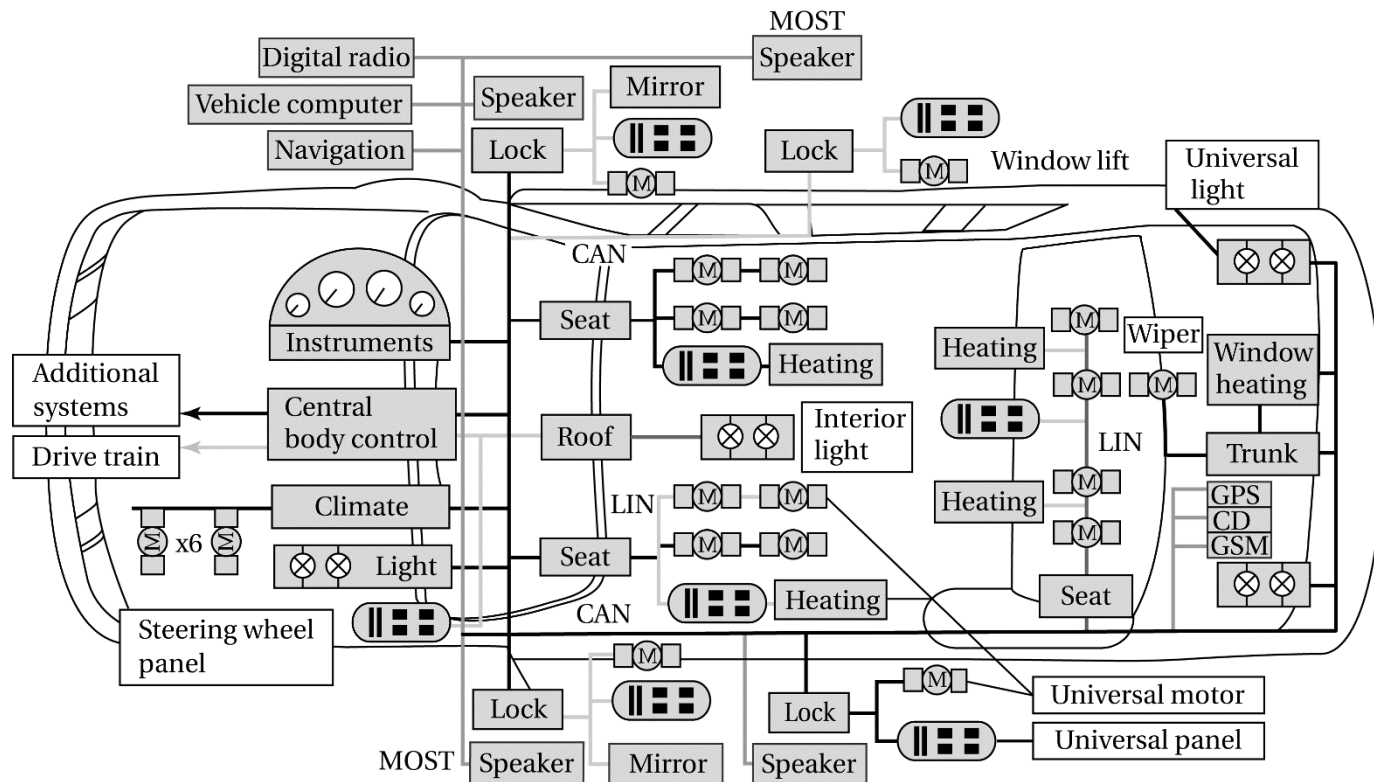 MOST
Digital radio
Speaker
Vehicle computer
Speaker
Mirror
Navigation
Lock
M
Lock
M
Window lift
Universal
light
CAN
Instruments
Seat
M
M
M
M
Heating
Heating
M
M
Wiper
M
Window
heating
Additional
systems
Central
body control
Roof
Interior
light
Drive train
LIN
Trunk
Climate
LIN
M
M
Heating
M
M
GPS
CD
GSM
M
x6
M
Light
Seat
M
M
Heating
Seat
CAN
Steering wheel
panel
M
Lock
M
Lock
Universal motor
Universal panel
MOST
Speaker
Mirror
Speaker